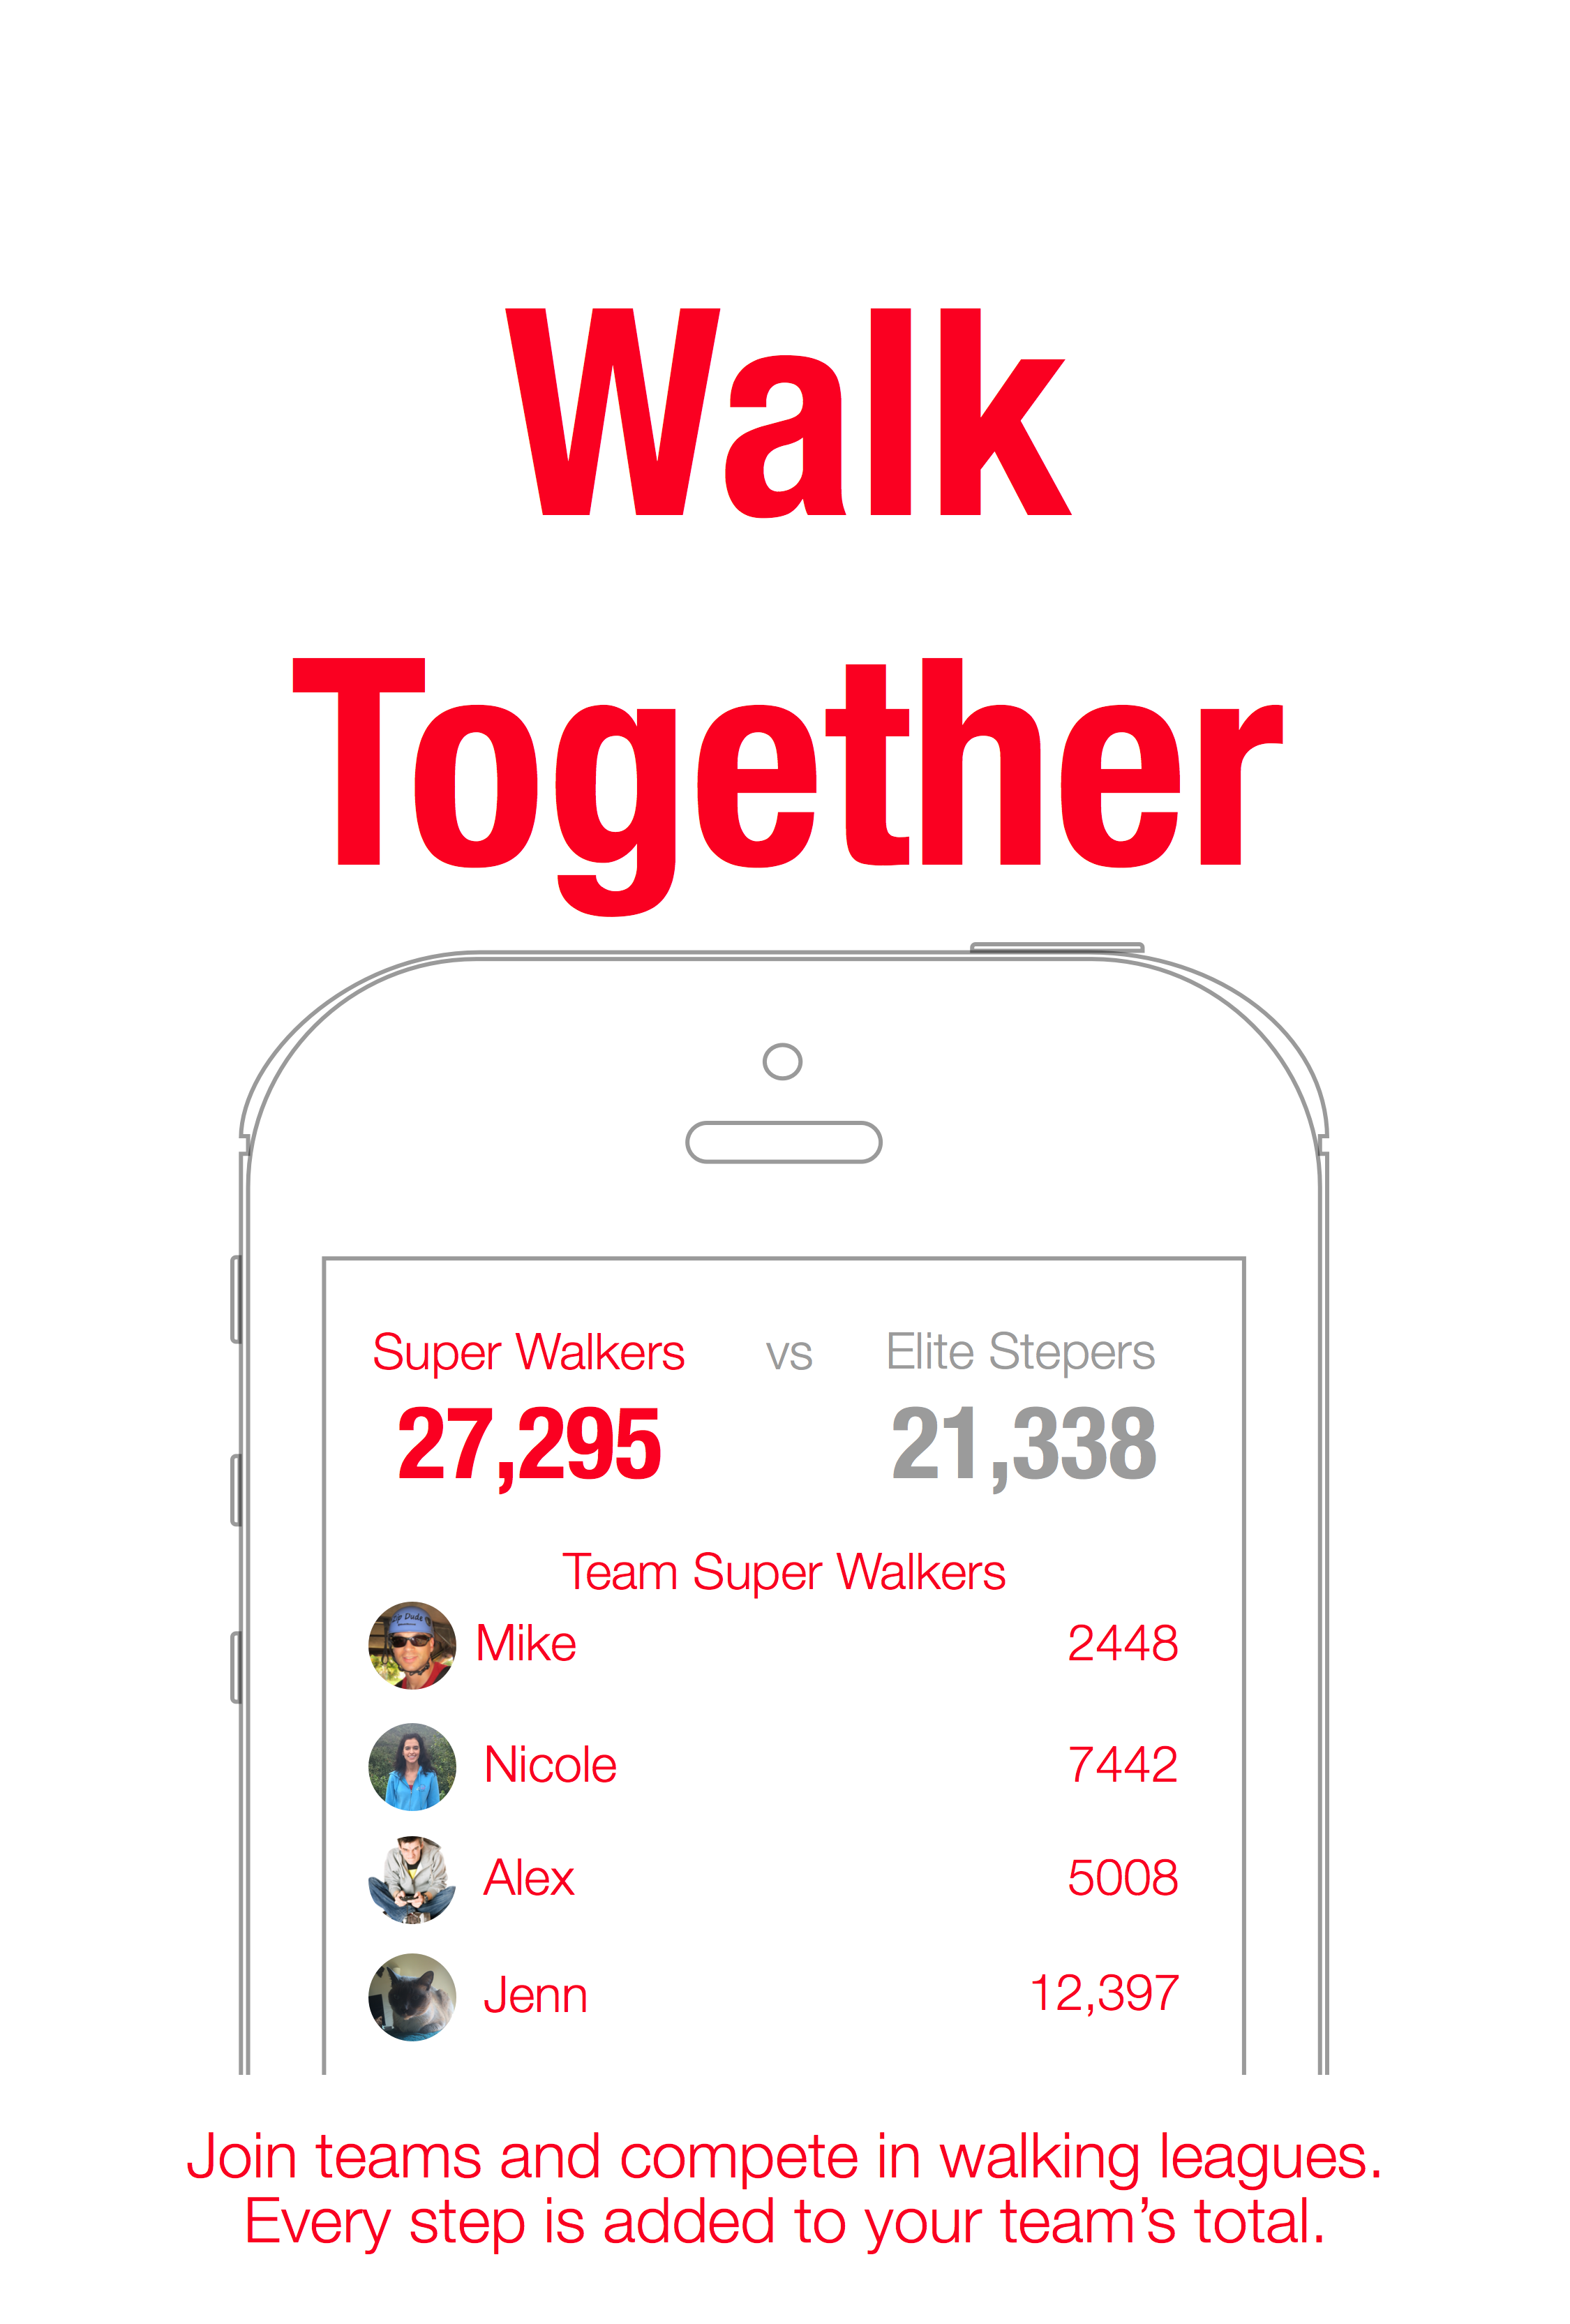 Walk
Together
Super Walkers vs Elite Stepers
27,295 21,338
Team Super Walkers
Zip Dude
Mike 2448
Nicole 7442
Alex 5008
Jenn 12,397
Join teams and compete in walking leagues.
Every step is added to your team’s total.